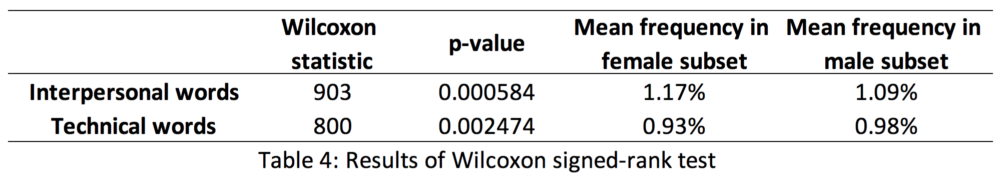 Wilcoxon statistic p-value Mean frequency in female subset Mean frequency in male subset
Interpersonal words 903 0.000584 1.17% 1.09%
Technical words 800 0.002474 0.93% 0.98%
Table 4: Results of Wilcoxon signed-rank test